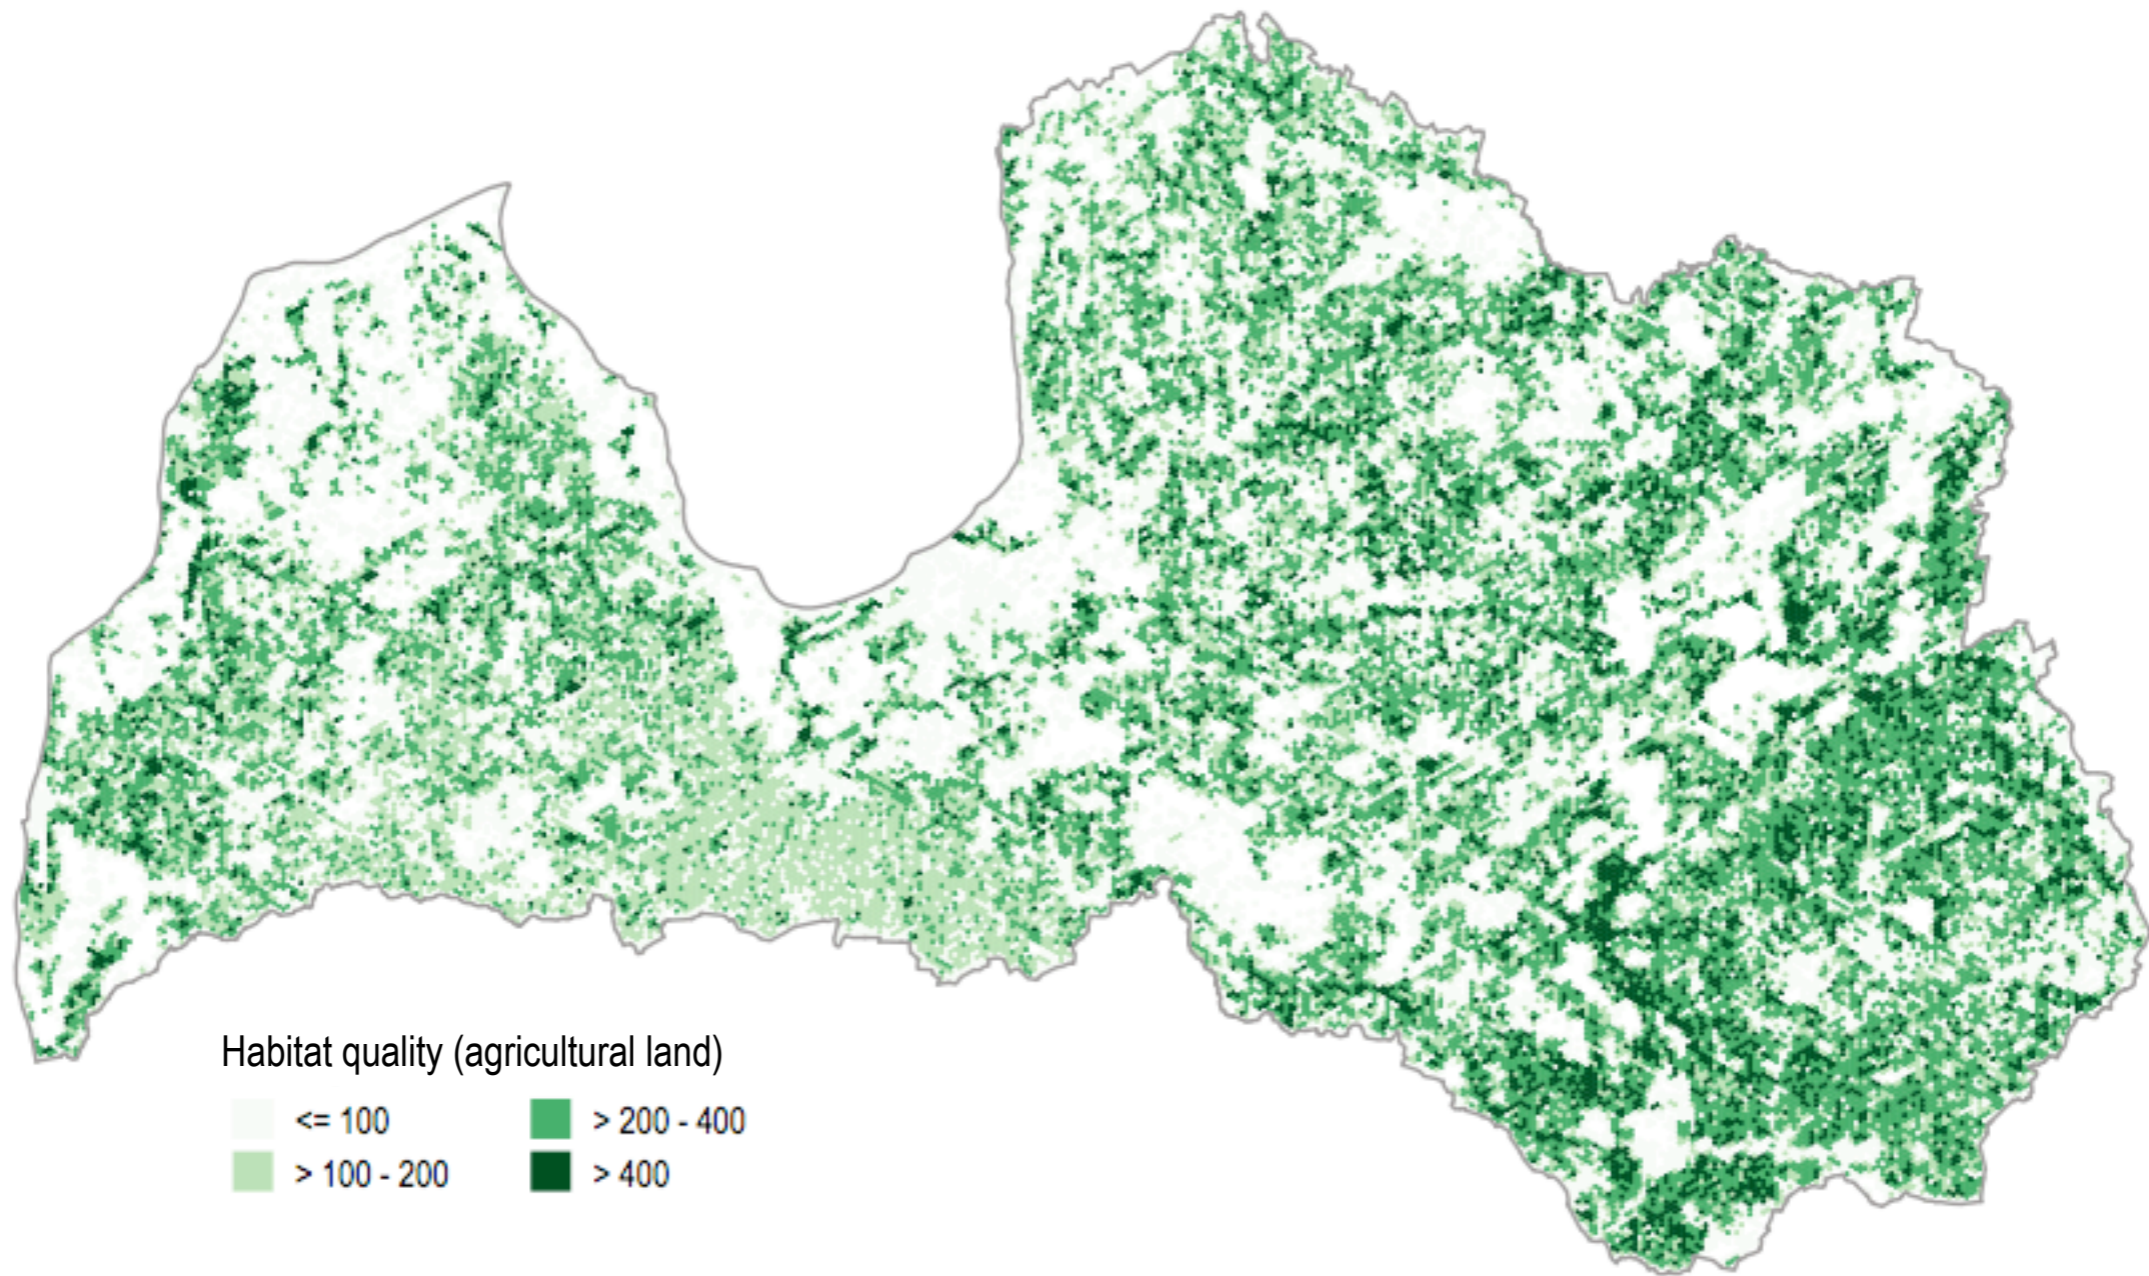 Habitat quality (agricultural land)
<= 100
> 200 - 400
> 100 - 200
> 400